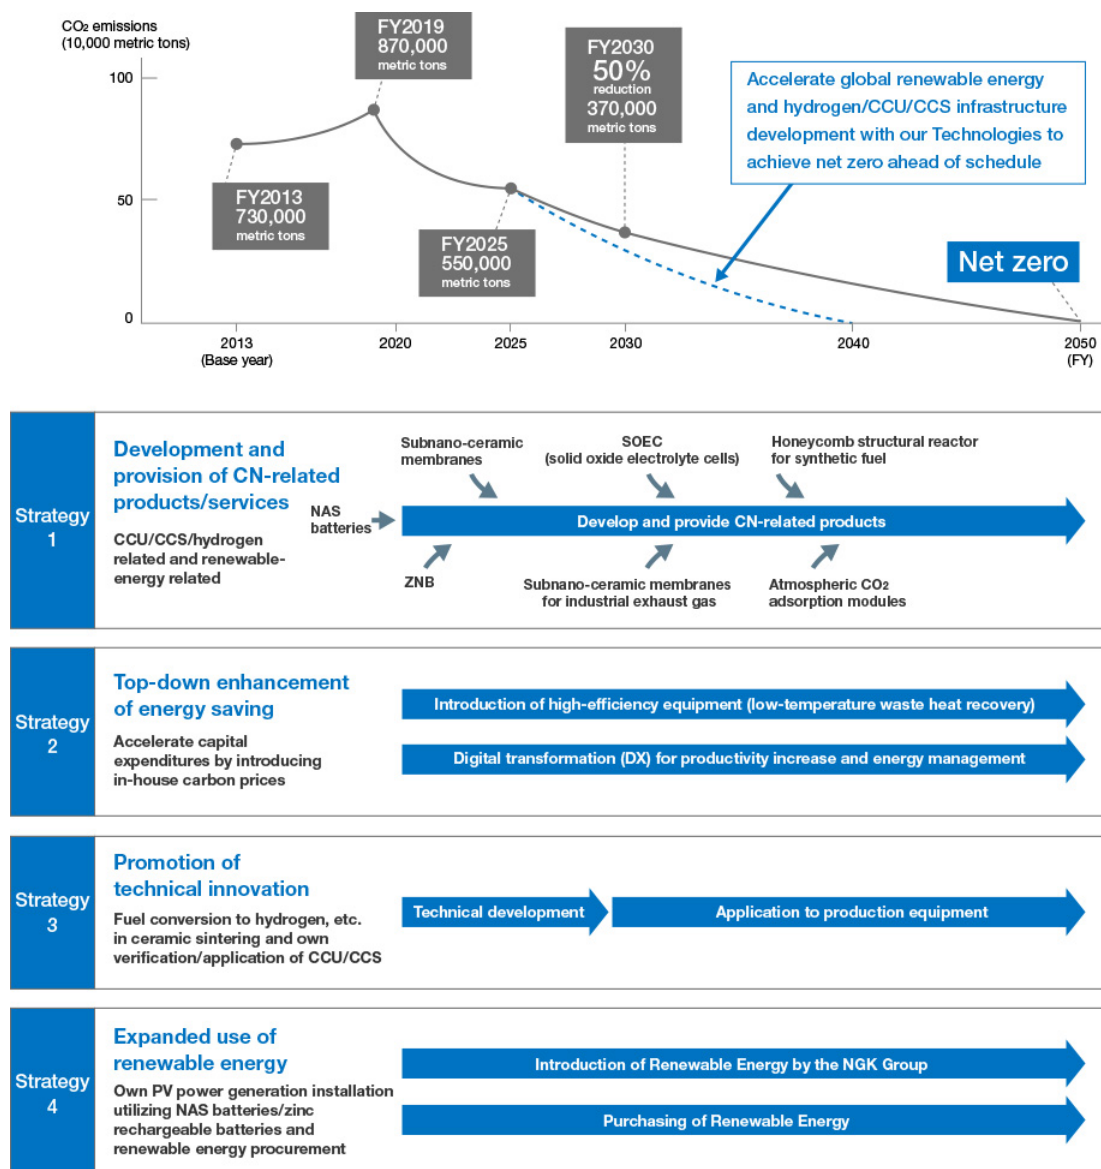 CO₂ emissions
(10,000 metric tons)
100
50
0
FY2013
730,000
metric tons
FY2019
870,000
metric tons
FY2025
550,000
metric tons
FY2030
50%
reduction
370,000
metric tons
Accelerate global renewable energy
and hydrogen/CCU/CCS infrastructure
development with our Technologies to
achieve net zero ahead of schedule
Net zero
2013
(Base year)
2020
2025
2030
2040
2050
(FY)
Strategy
1
Development and
provision of CN-related
products/services
CCU/CCS/hydrogen
related and renewable-
energy related
NAS
batteries
Subnano-ceramic
membranes
SOEC
(solid oxide electrolyte cells)
Honeycomb structural reactor
for synthetic fuel
Develop and provide CN-related products
ZNB
Subnano-ceramic membranes
for industrial exhaust gas
Atmospheric CO₂
adsorption modules
Strategy
2
Top-down enhancement
of energy saving
Accelerate capital
expenditures by introducing
in-house carbon prices
Introduction of high-efficiency equipment (low-temperature waste heat recovery)
Digital transformation (DX) for productivity increase and energy management
Strategy
3
Promotion of
technical innovation
Fuel conversion to hydrogen, etc.
in ceramic sintering and own
verification/application of CCU/CCS
Technical development
Application to production equipment
Strategy
4
Expanded use of
renewable energy
Own PV power generation installation
utilizing NAS batteries/zinc
rechargeable batteries and
renewable energy procurement
Introduction of Renewable Energy by the NGK Group
Purchasing of Renewable Energy